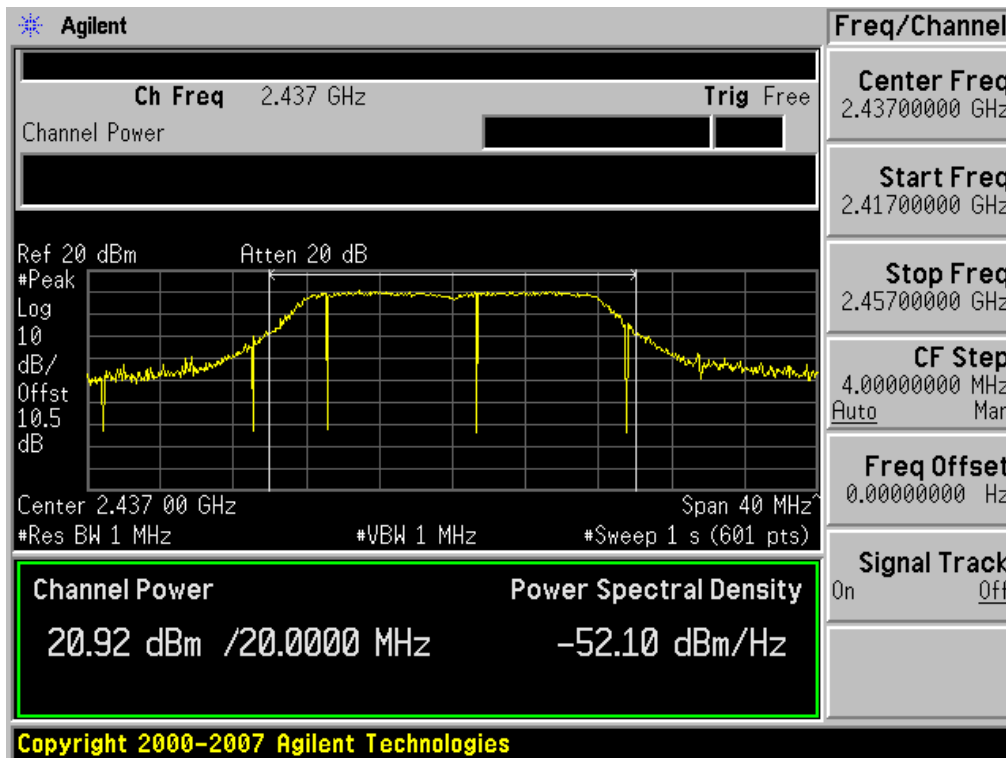 Agilent
Freq/Channel
Ch Freq 2.437 GHz
Trig Free
Channel Power
Center Freq
2.43700000 GHz
Start Freq
2.41700000 GHz
Stop Freq
2.45700000 GHz
CF Step
4.00000000 MHz
Auto Man
Freq Offset
0.00000000 Hz
Signal Track
On Off
Ref 20 dBm
Atten 20 dB
#Peak
Log
10
dB/
Offst
10.5
dB
Center 2.437 00 GHz
Span 40 MHz^
#Res BW 1 MHz
#VBW 1 MHz
#Sweep 1 s (601 pts)
Channel Power
Power Spectral Density
20.92 dBm /20.0000 MHz
-52.10 dBm/Hz
Copyright 2000-2007 Agilent Technologies